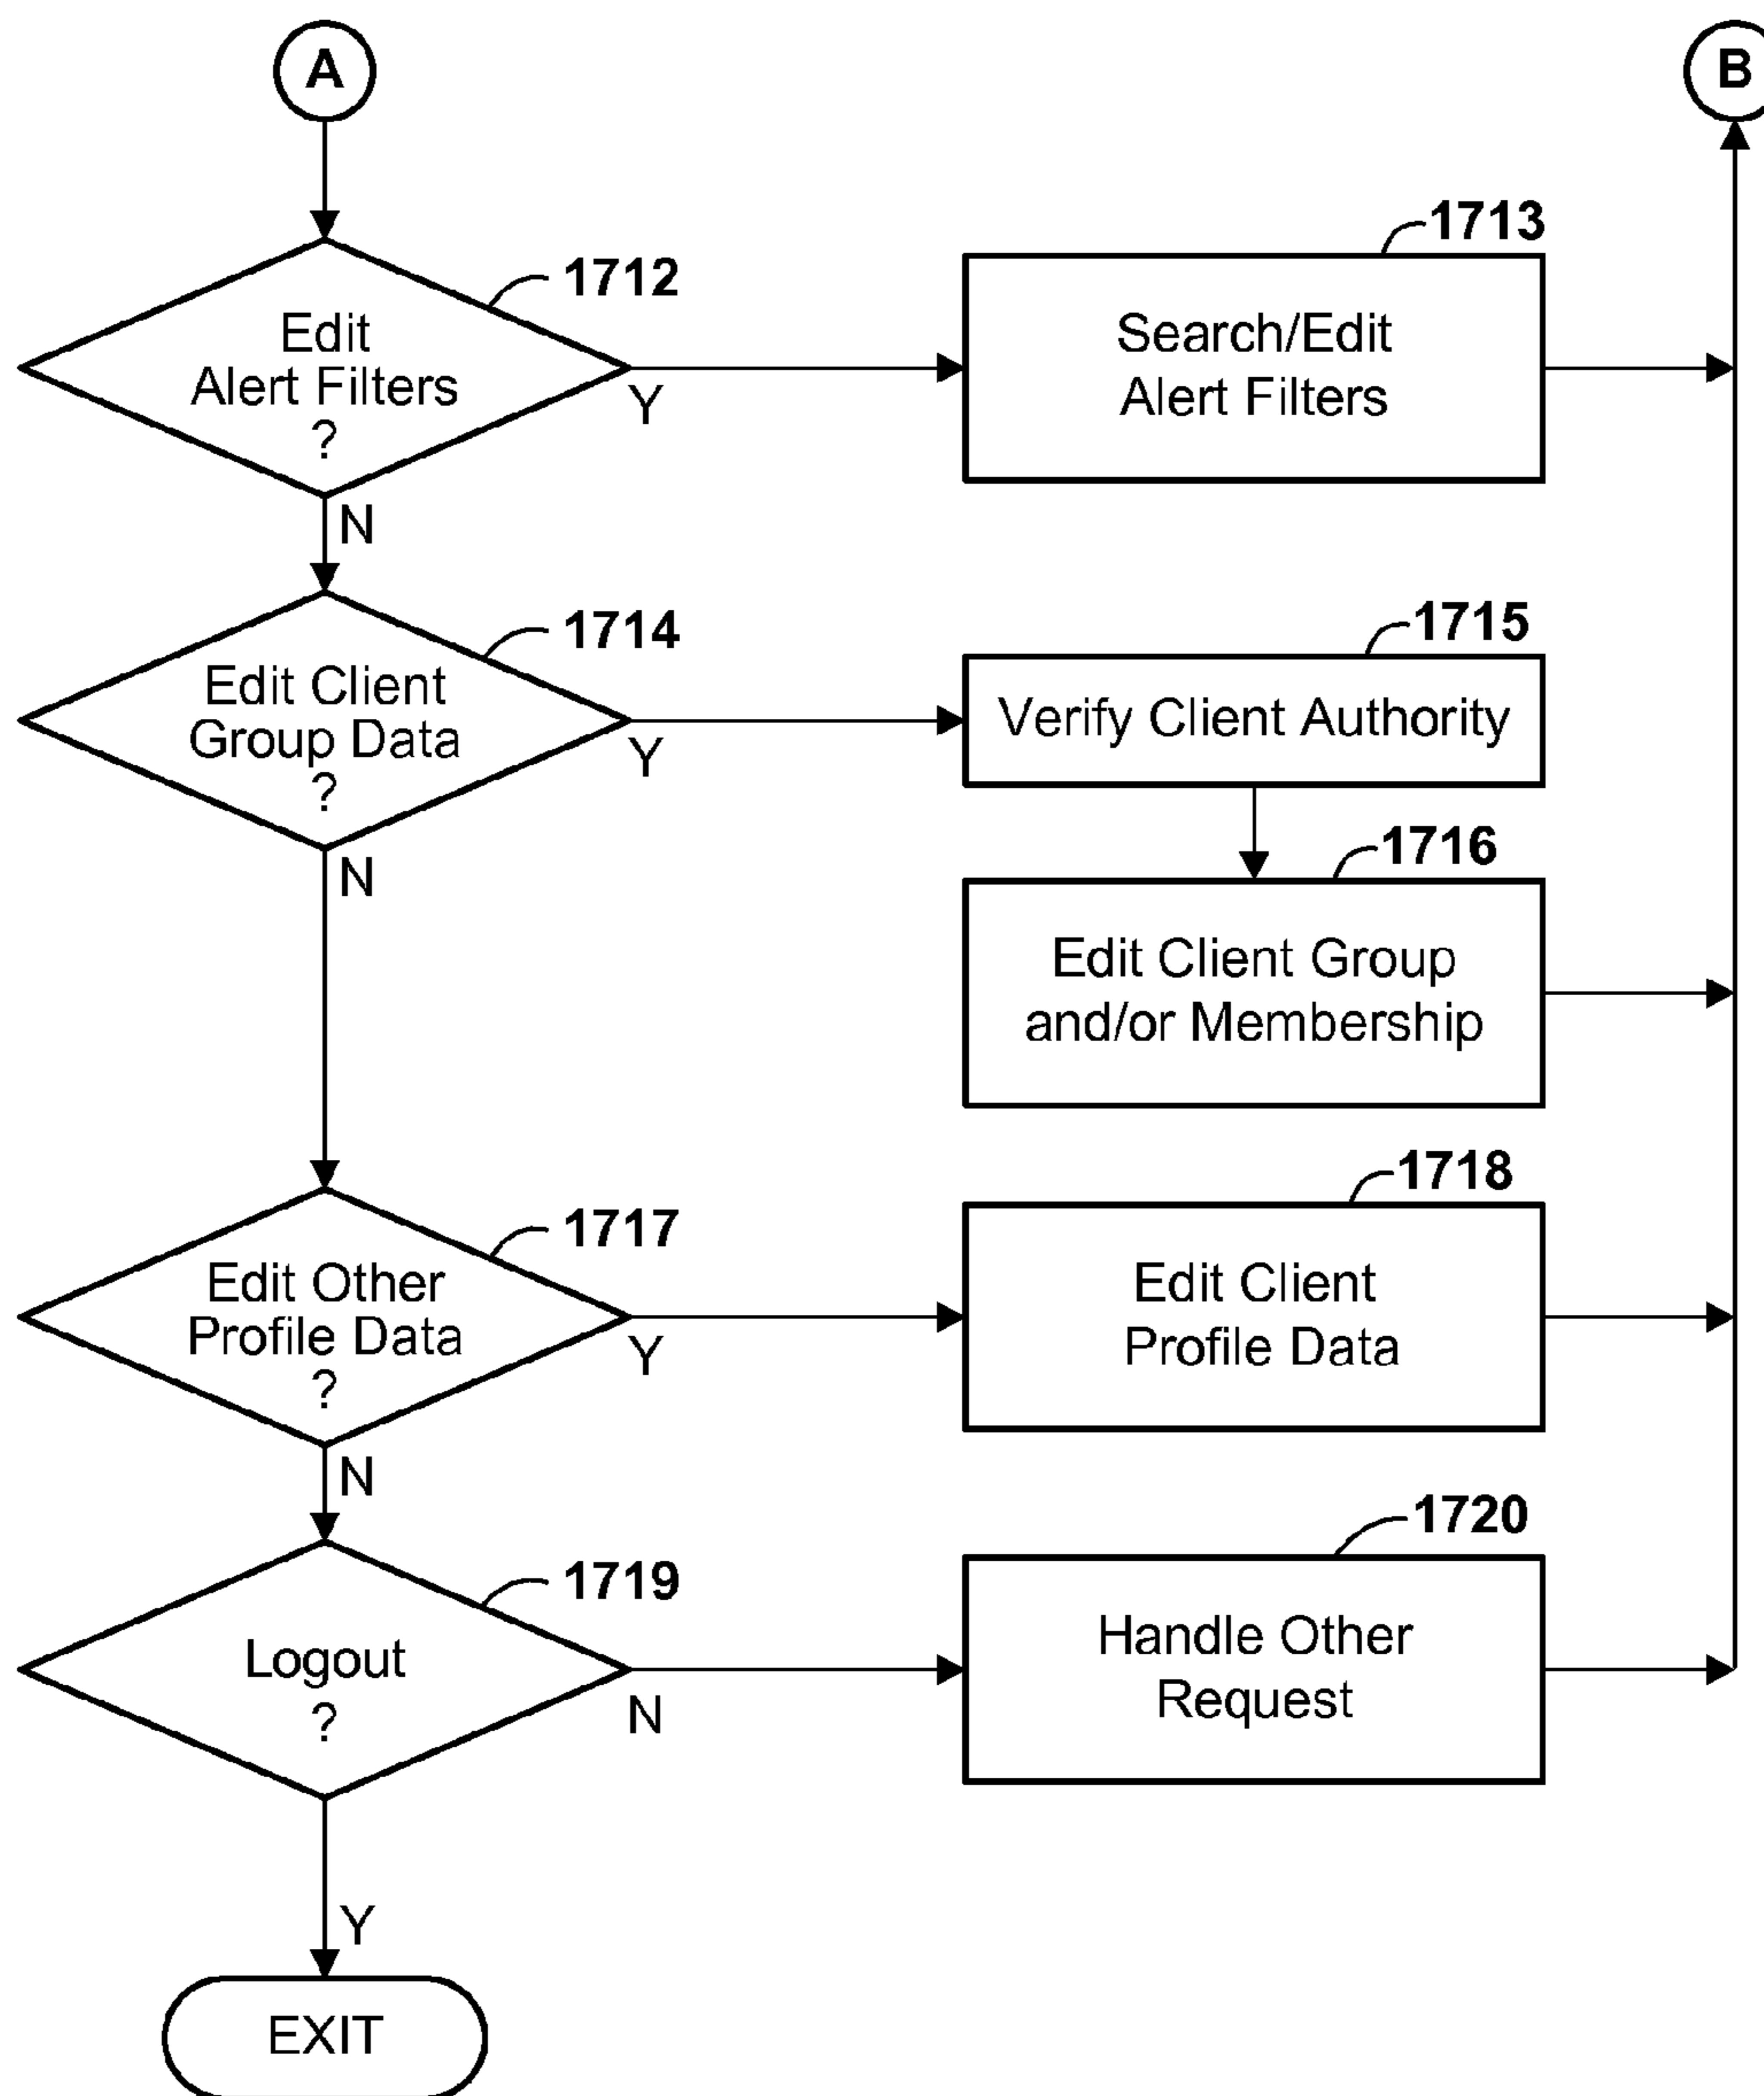 A
B
1712
Edit
Alert Filters
?
Y
N
1713
Search/Edit
Alert Filters
1714
Edit Client
Group Data
?
Y
N
1715
Verify Client Authority
1716
Edit Client Group
and/or Membership
1717
Edit Other
Profile Data
?
Y
N
1718
Edit Client
Profile Data
1719
Logout
?
N
Y
1720
Handle Other
Request
EXIT